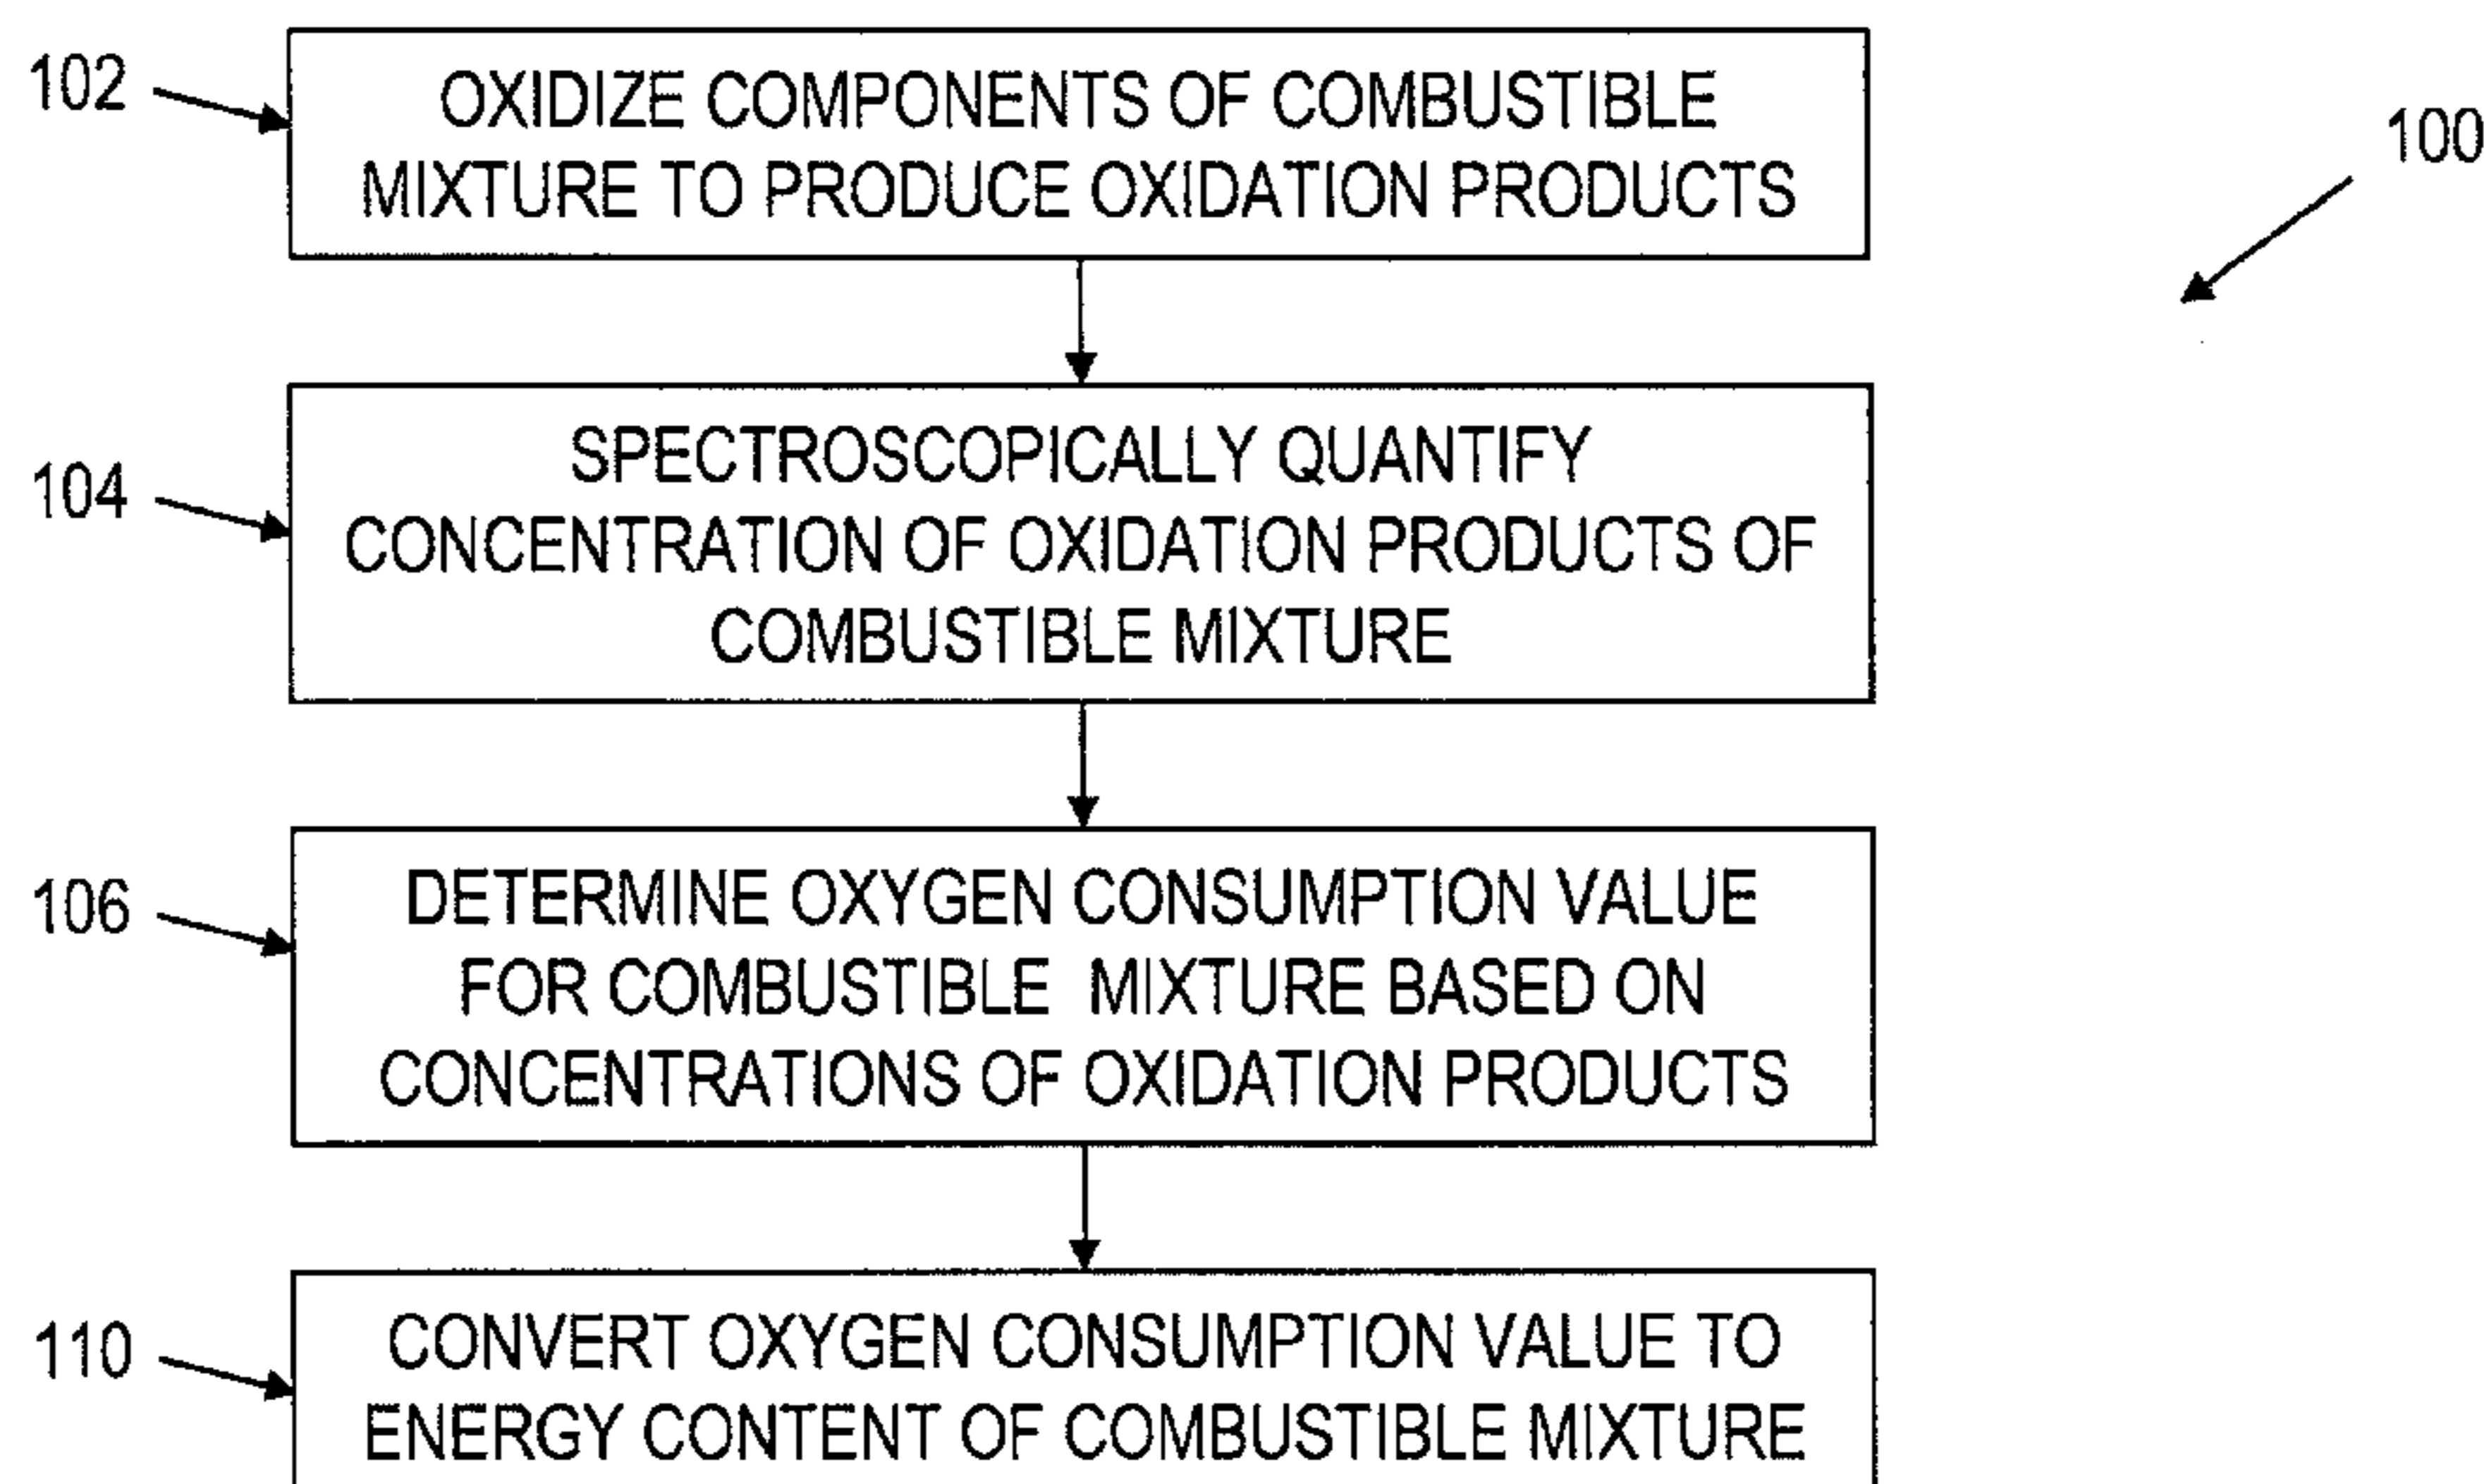 102
OXIDIZE COMPONENTS OF COMBUSTIBLE
MIXTURE TO PRODUCE OXIDATION PRODUCTS
100
104
SPECTROSCOPICALLY QUANTIFY
CONCENTRATION OF OXIDATION PRODUCTS OF
COMBUSTIBLE MIXTURE
106
DETERMINE OXYGEN CONSUMPTION VALUE
FOR COMBUSTIBLE MIXTURE BASED ON
CONCENTRATIONS OF OXIDATION PRODUCTS
110
CONVERT OXYGEN CONSUMPTION VALUE TO
ENERGY CONTENT OF COMBUSTIBLE MIXTURE